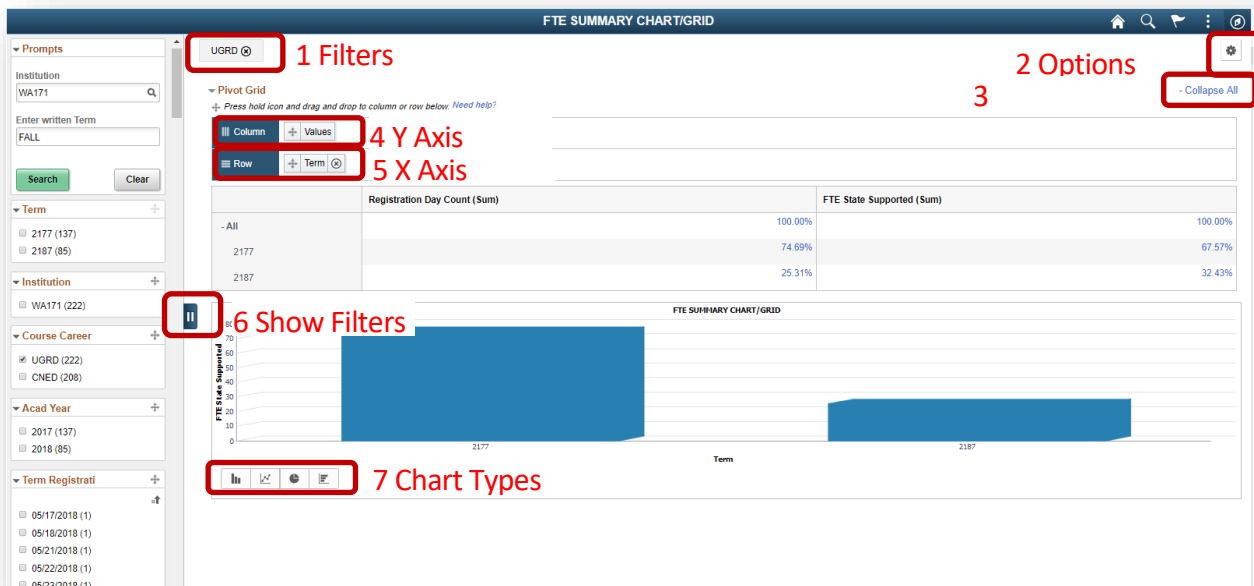 FTE SUMMARY CHART/GRID
Prompts
Institution
WA171
Enter written Term
FALL
Search Clear
Term
2177 (137)
2187 (85)
Institution
WA171 (222)
Course Career
UGRD (222)
CNED (208)
Acad Year
2017 (137)
2018 (85)
Term Registrati
05/17/2018 (1)
05/18/2018 (1)
05/21/2018 (1)
05/22/2018 (1)
05/23/2018 (1)
UGRD
1 Filters
2 Options
3
- Collapse All
Pivot Grid
Press hold icon and drag and drop to column or row below. Need help?
Column Values
4 Y Axis
Row Term
5 X Axis
Registration Day Count (Sum) FTE State Supported (Sum)
- All 100.00% 100.00%
2177 74.69% 67.57%
2187 25.31% 32.43%
6 Show Filters
FTE SUMMARY CHART/GRID
FTE State Supported
80
70
60
50
40
30
20
10
0
2177 2187
Term
7 Chart Types